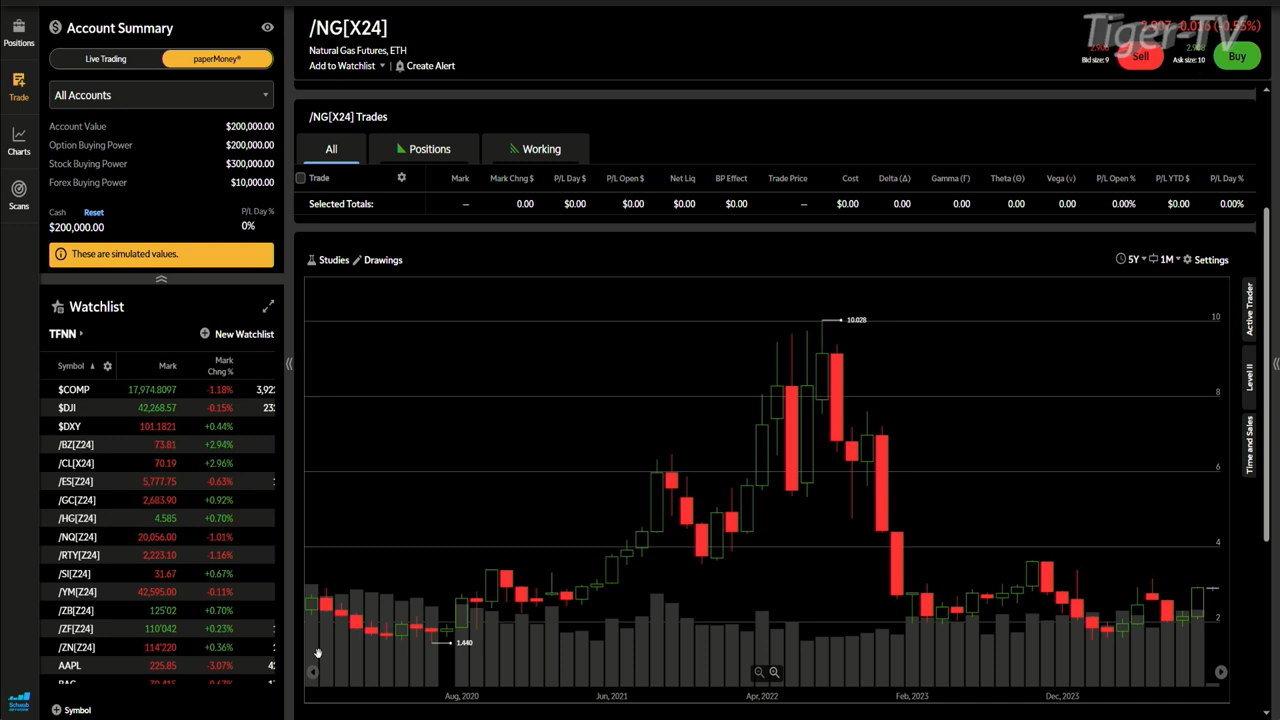 Positions
Trade
Charts
Scans
Schwab
NETWORK
Account Summary
Live Trading
paperMoney®
All Accounts
Account Value $200,000.00
Option Buying Power $200,000.00
Stock Buying Power $300,000.00
Forex Buying Power $10,000.00
Cash Reset P/L Day %
$200,000.00 0%
These are simulated values.
Watchlist
TFNN
New Watchlist
Symbol Mark Mark Chng %
$COMP 17,974.8097 -1.18% 3,92
$DJI 42,268.57 -0.15% 23
$DXY 101.1821 +0.44%
/BZ[Z24] 73.81 +2.94%
/CL[X24] 70.19 +2.96%
/ES[Z24] 5,777.75 -0.63%
/GC[Z24] 2,683.90 +0.92%
/HG[Z24] 4.585 +0.70%
/NQ[Z24] 20,056.00 -1.01%
/RTY[Z24] 2,223.10 -1.16%
/SI[Z24] 31.67 +0.67%
/YM[Z24] 42,595.00 -0.11%
/ZB[Z24] 125'02 +0.70%
/ZF[Z24] 110'042 +0.23%
/ZN[Z24] 114'220 +0.36%
AAPL 225.85 -3.07%
Symbol
/NG[X24]
Natural Gas Futures, ETH
Add to Watchlist
Create Alert
Tiger-TV
Bid size: 9
Sell
Ask size: 10
Buy
/NG[X24] Trades
All
Positions
Working
Trade Mark Mark Chng $ P/L Day $ P/L Open $ Net Liq BP Effect Trade Price Cost Delta (Δ) Gamma (Γ) Theta (Θ) Vega (ν) P/L Open % P/L YTD $ P/L Day %
Selected Totals: — 0.00 $0.00 $0.00 $0.00 $0.00 — $0.00 0.00 0.00 0.00 0.00 0.00% $0.00 0.00%
Studies
Drawings
5Y
1M
Settings
10.028
1.440
10
8
6
4
2
Aug, 2020
Jun, 2021
Apr, 2022
Feb, 2023
Dec, 2023
Active Trader
Level II
Time and Sales